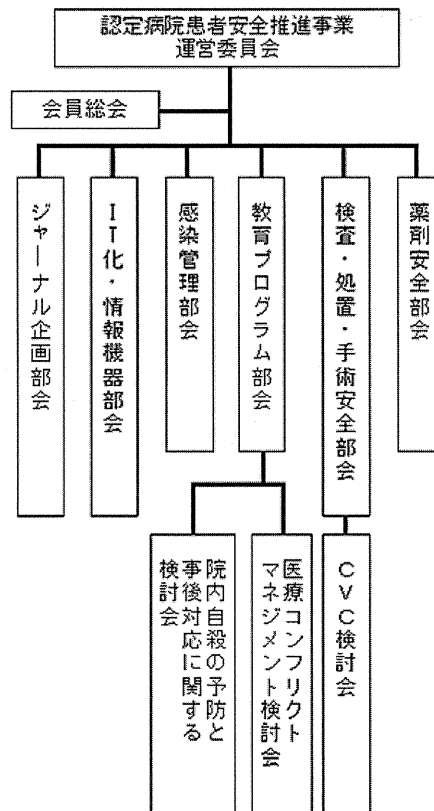 認定病院患者安全推進事業
運営委員会
会員総会
薬剤安全部会
検査・処置・手術安全部会
教育プログラム部会
感染管理部会
IT化・情報機器部会
ジャーナル企画部会
CVC検討会
医療コンフリクト
マネジメント検討会
院内自殺の予防と
事後対応に関する
検討会